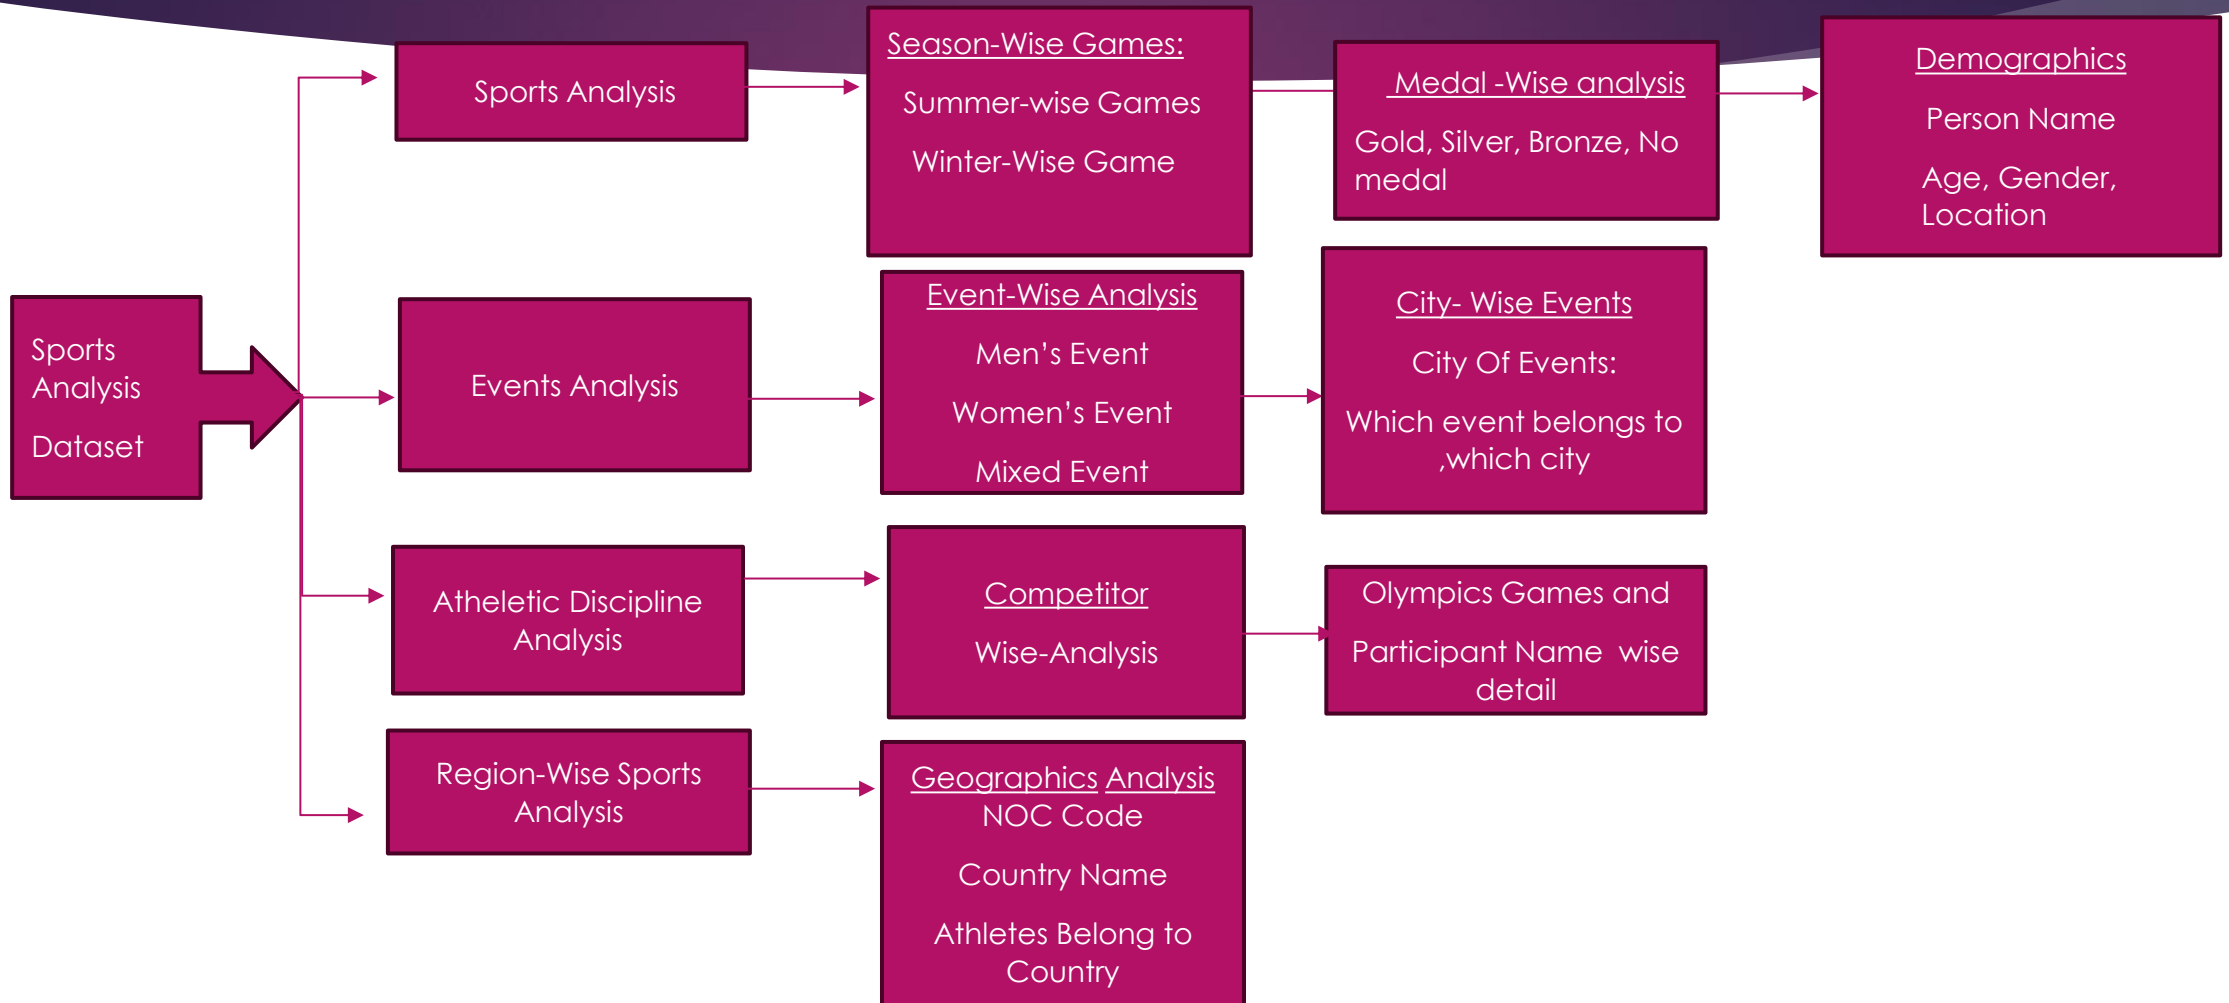 Sports
Analysis
Dataset
Sports Analysis
Season-Wise Games:
Summer-wise Games
Winter-Wise Game
Medal -Wise analysis
Gold, Silver, Bronze, No
medal
Demographics
Person Name
Age, Gender,
Location
Events Analysis
Event-Wise Analysis
Men’s Event
Women’s Event
Mixed Event
City- Wise Events
City Of Events:
Which event belongs to
,which city
Atheletic Discipline
Analysis
Competitor
Wise-Analysis
Olympics Games and
Participant Name  wise
detail
Region-Wise Sports
Analysis
Geographics Analysis
NOC Code
Country Name
Athletes Belong to
Country